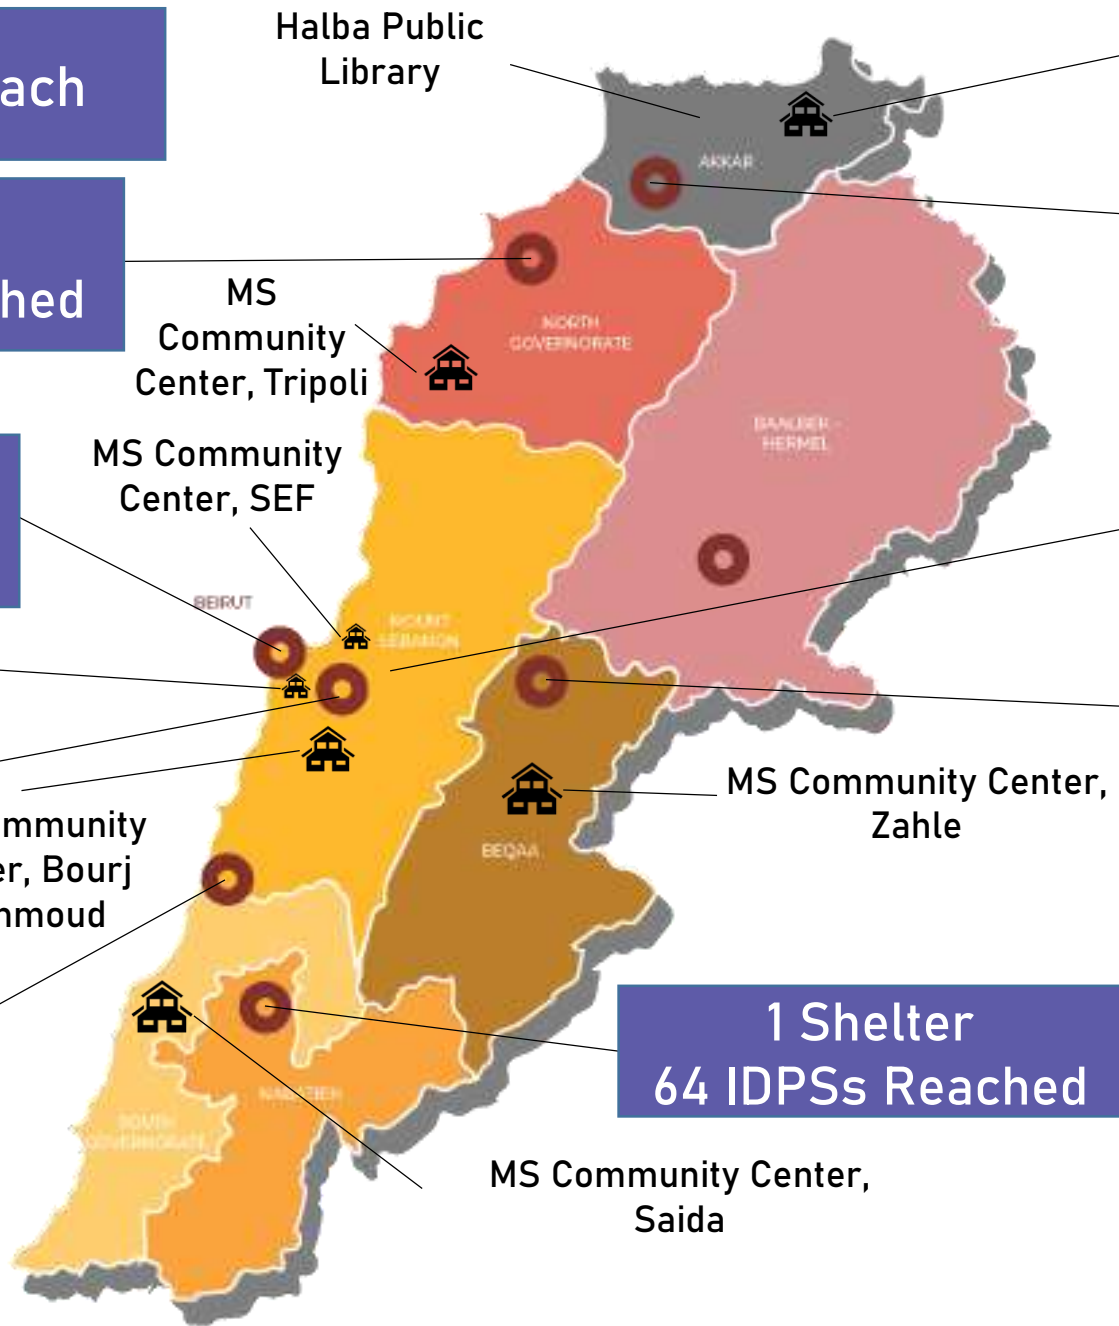 Halba Public
Library
ach
AKKAR
ched
MS
Community
Center, Tripoli
NORTH
GOVERNORATE
BAALBEK -
HERMEL
MS Community
Center, SEF
BEIRUT
MOUNT
LEBANON
MS Community Center,
Zahle
mmunity
er, Bourj
mmoud
BEQAA
1 Shelter
64 IDPSs Reached
NABATIEH
SOUTH
GOVERNORATE
MS Community Center,
Saida